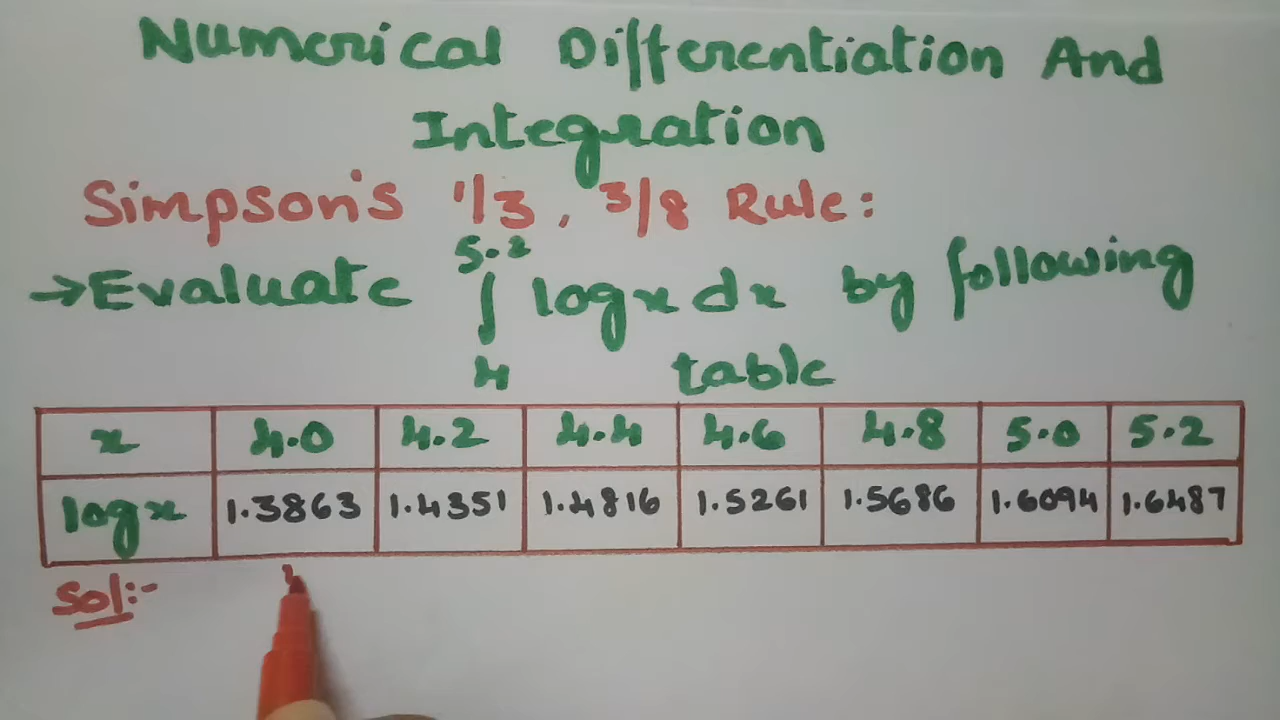 Numerical Differentiation And
Integration
Simpson's 1/3, 3/8 Rule:
→Evaluate ∫₄^5.2 log x dx by following
table
x 4.0 4.2 4.4 4.6 4.8 5.0 5.2
log x 1.3863 1.4351 1.4816 1.5261 1.5686 1.6094 1.6487
Sol:-